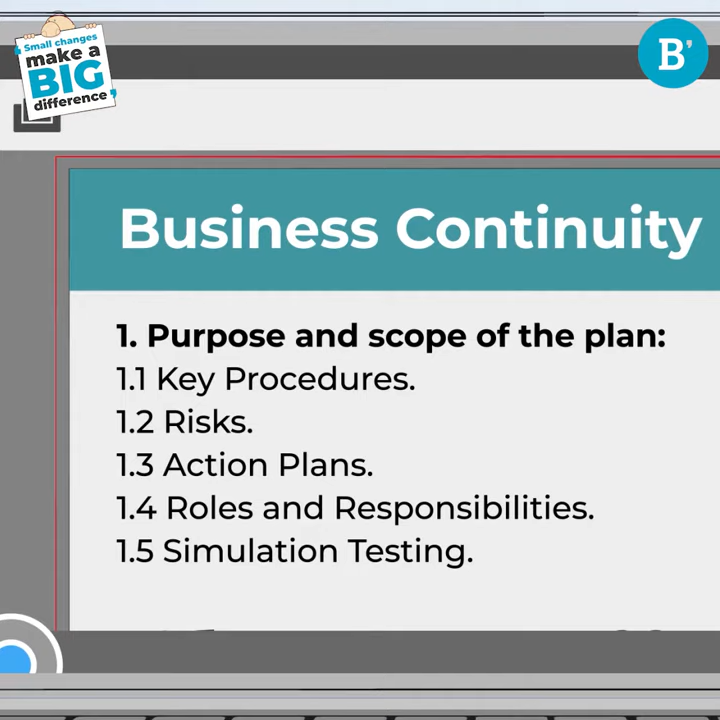 Small changes
make a
BIG
difference
B'
Business Continuity
1. Purpose and scope of the plan:
1.1 Key Procedures.
1.2 Risks.
1.3 Action Plans.
1.4 Roles and Responsibilities.
1.5 Simulation Testing.